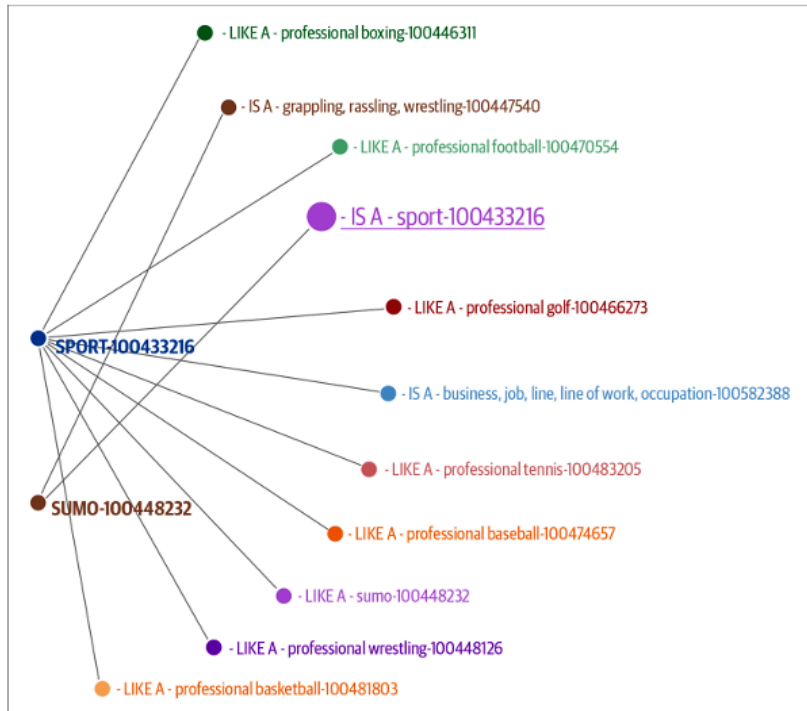 - LIKE A - professional boxing-100446311
- IS A - grappling, rassling, wrestling-100447540
- LIKE A - professional football-100470554
- IS A - sport-100433216
- LIKE A - professional golf-100466273
SPORT-100433216
- IS A - business, job, line, line of work, occupation-100582388
- LIKE A - professional tennis-100483205
SUMO-100448232
- LIKE A - professional baseball-100474657
- LIKE A - sumo-100448232
- LIKE A - professional wrestling-100448126
- LIKE A - professional basketball-100481803